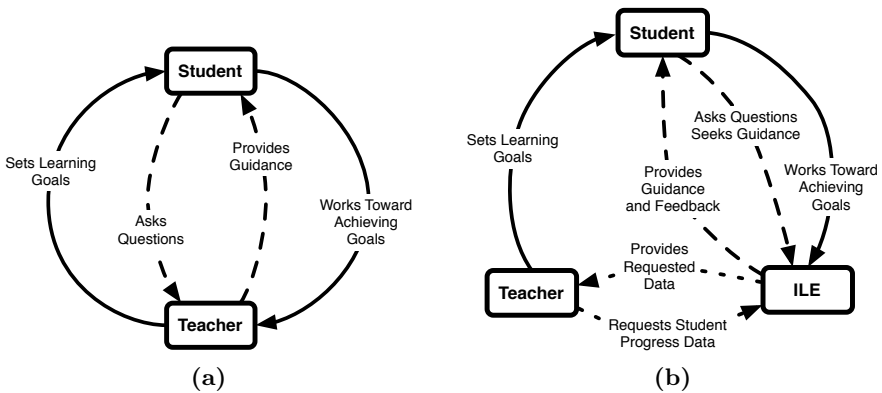 Student
Sets Learning
Goals
Provides
Guidance
Asks
Questions
Works Toward
Achieving
Goals
Teacher
(a)
Student
Asks Questions
Seeks Guidance
Sets Learning
Goals
Provides
Guidance
and Feedback
Works Toward
Achieving
Goals
Provides
Requested
Data
Teacher
ILE
Requests Student
Progress Data
(b)